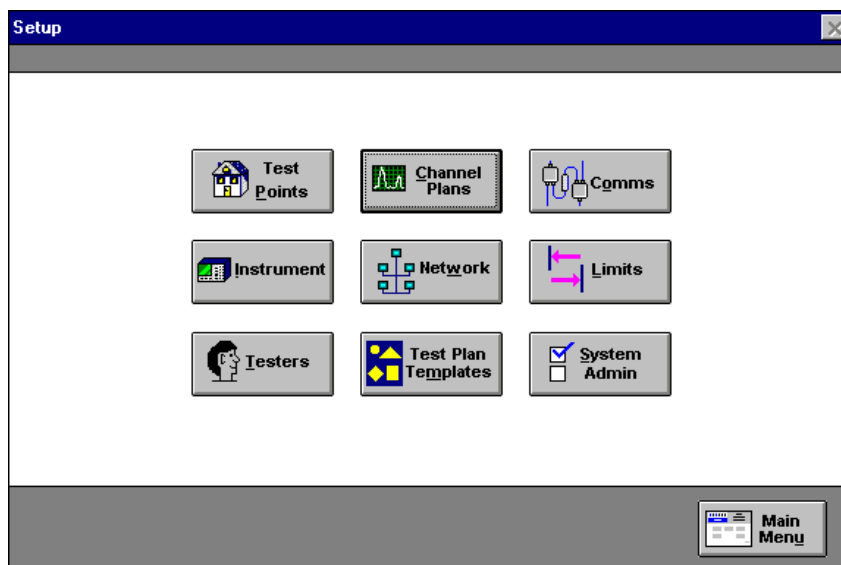 Setup
Test
Points
Channel
Plans
Comms
Instrument
Network
Limits
Testers
Test Plan
Templates
System
Admin
Main
Menu